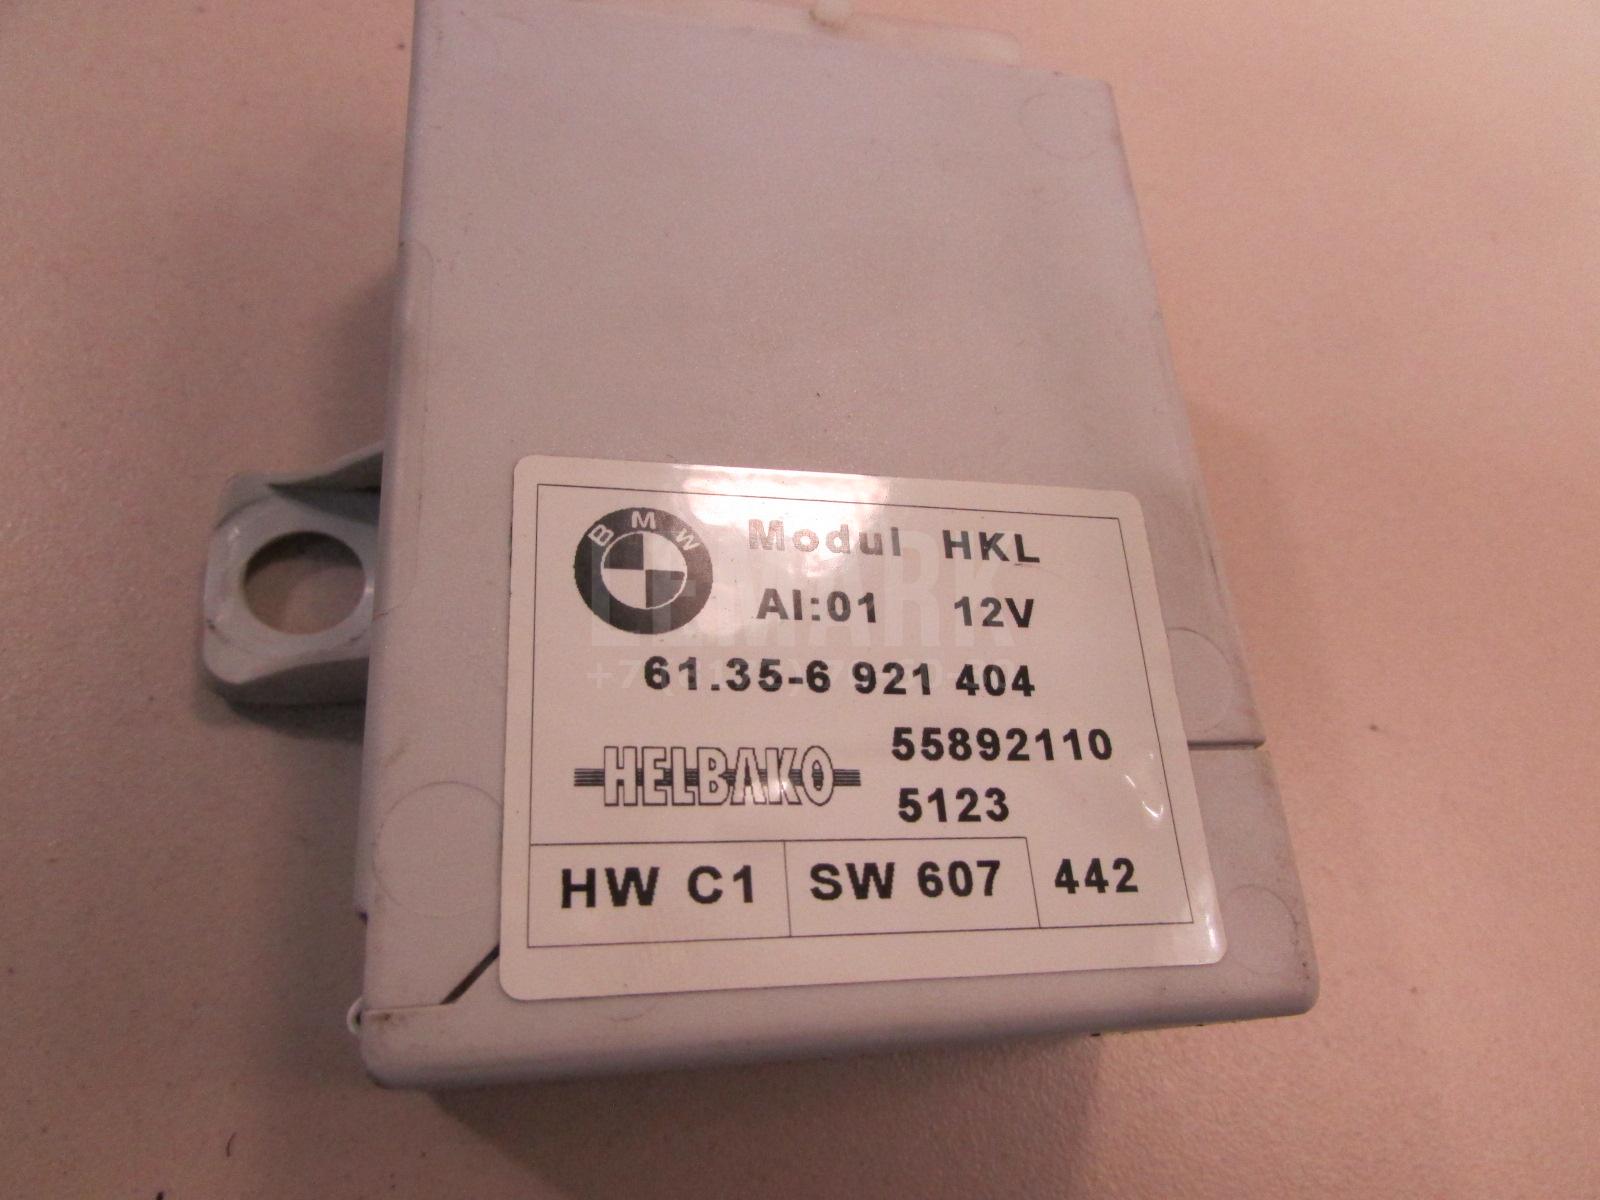 BMW
Modul HKL
AI:01 12V
LEMARK
61.35-6 921 404
HELBAKO
55892110
5123
HW C1
SW 607
442